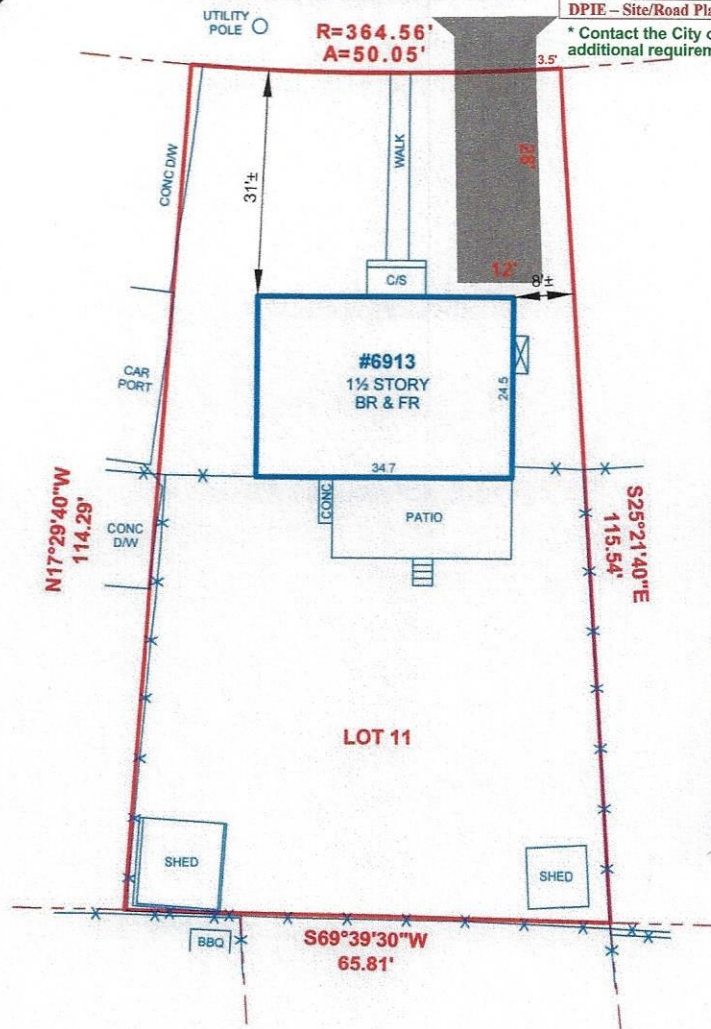 DPIE – Site/Road Pla
* Contact the City o
additional requirem
UTILITY
POLE
R=364.56'
A=50.05'
3.5'
CONC D/W
31'±
WALK
28'
12'
8'±
C/S
#6913
1½ STORY
BR & FR
24.5
34.7
CAR
PORT
CONC
D/W
CONC
PATIO
N17°29'40"W
114.29'
S25°21'40"E
115.54'
LOT 11
SHED
SHED
BBQ
S69°39'30"W
65.81'